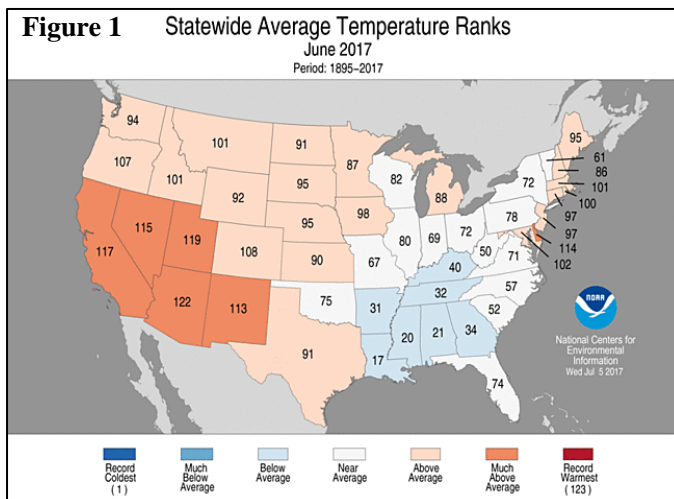 Figure 1
Statewide Average Temperature Ranks
June 2017
Period: 1895–2017
94
101
91
87
95
61
107
101
92
95
82
72
86
101
100
88
115
119
108
95
98
80
69
72
78
97
97
114
102
117
90
67
50
71
40
57
122
113
75
31
32
52
91
17
20
21
34
74
NOAA
National Centers for
Environmental
Information
Wed Jul 5 2017
Record
Coldest
( 1 )
Much
Below
Average
Below
Average
Near
Average
Above
Average
Much
Above
Average
Record
Warmest
( 123 )